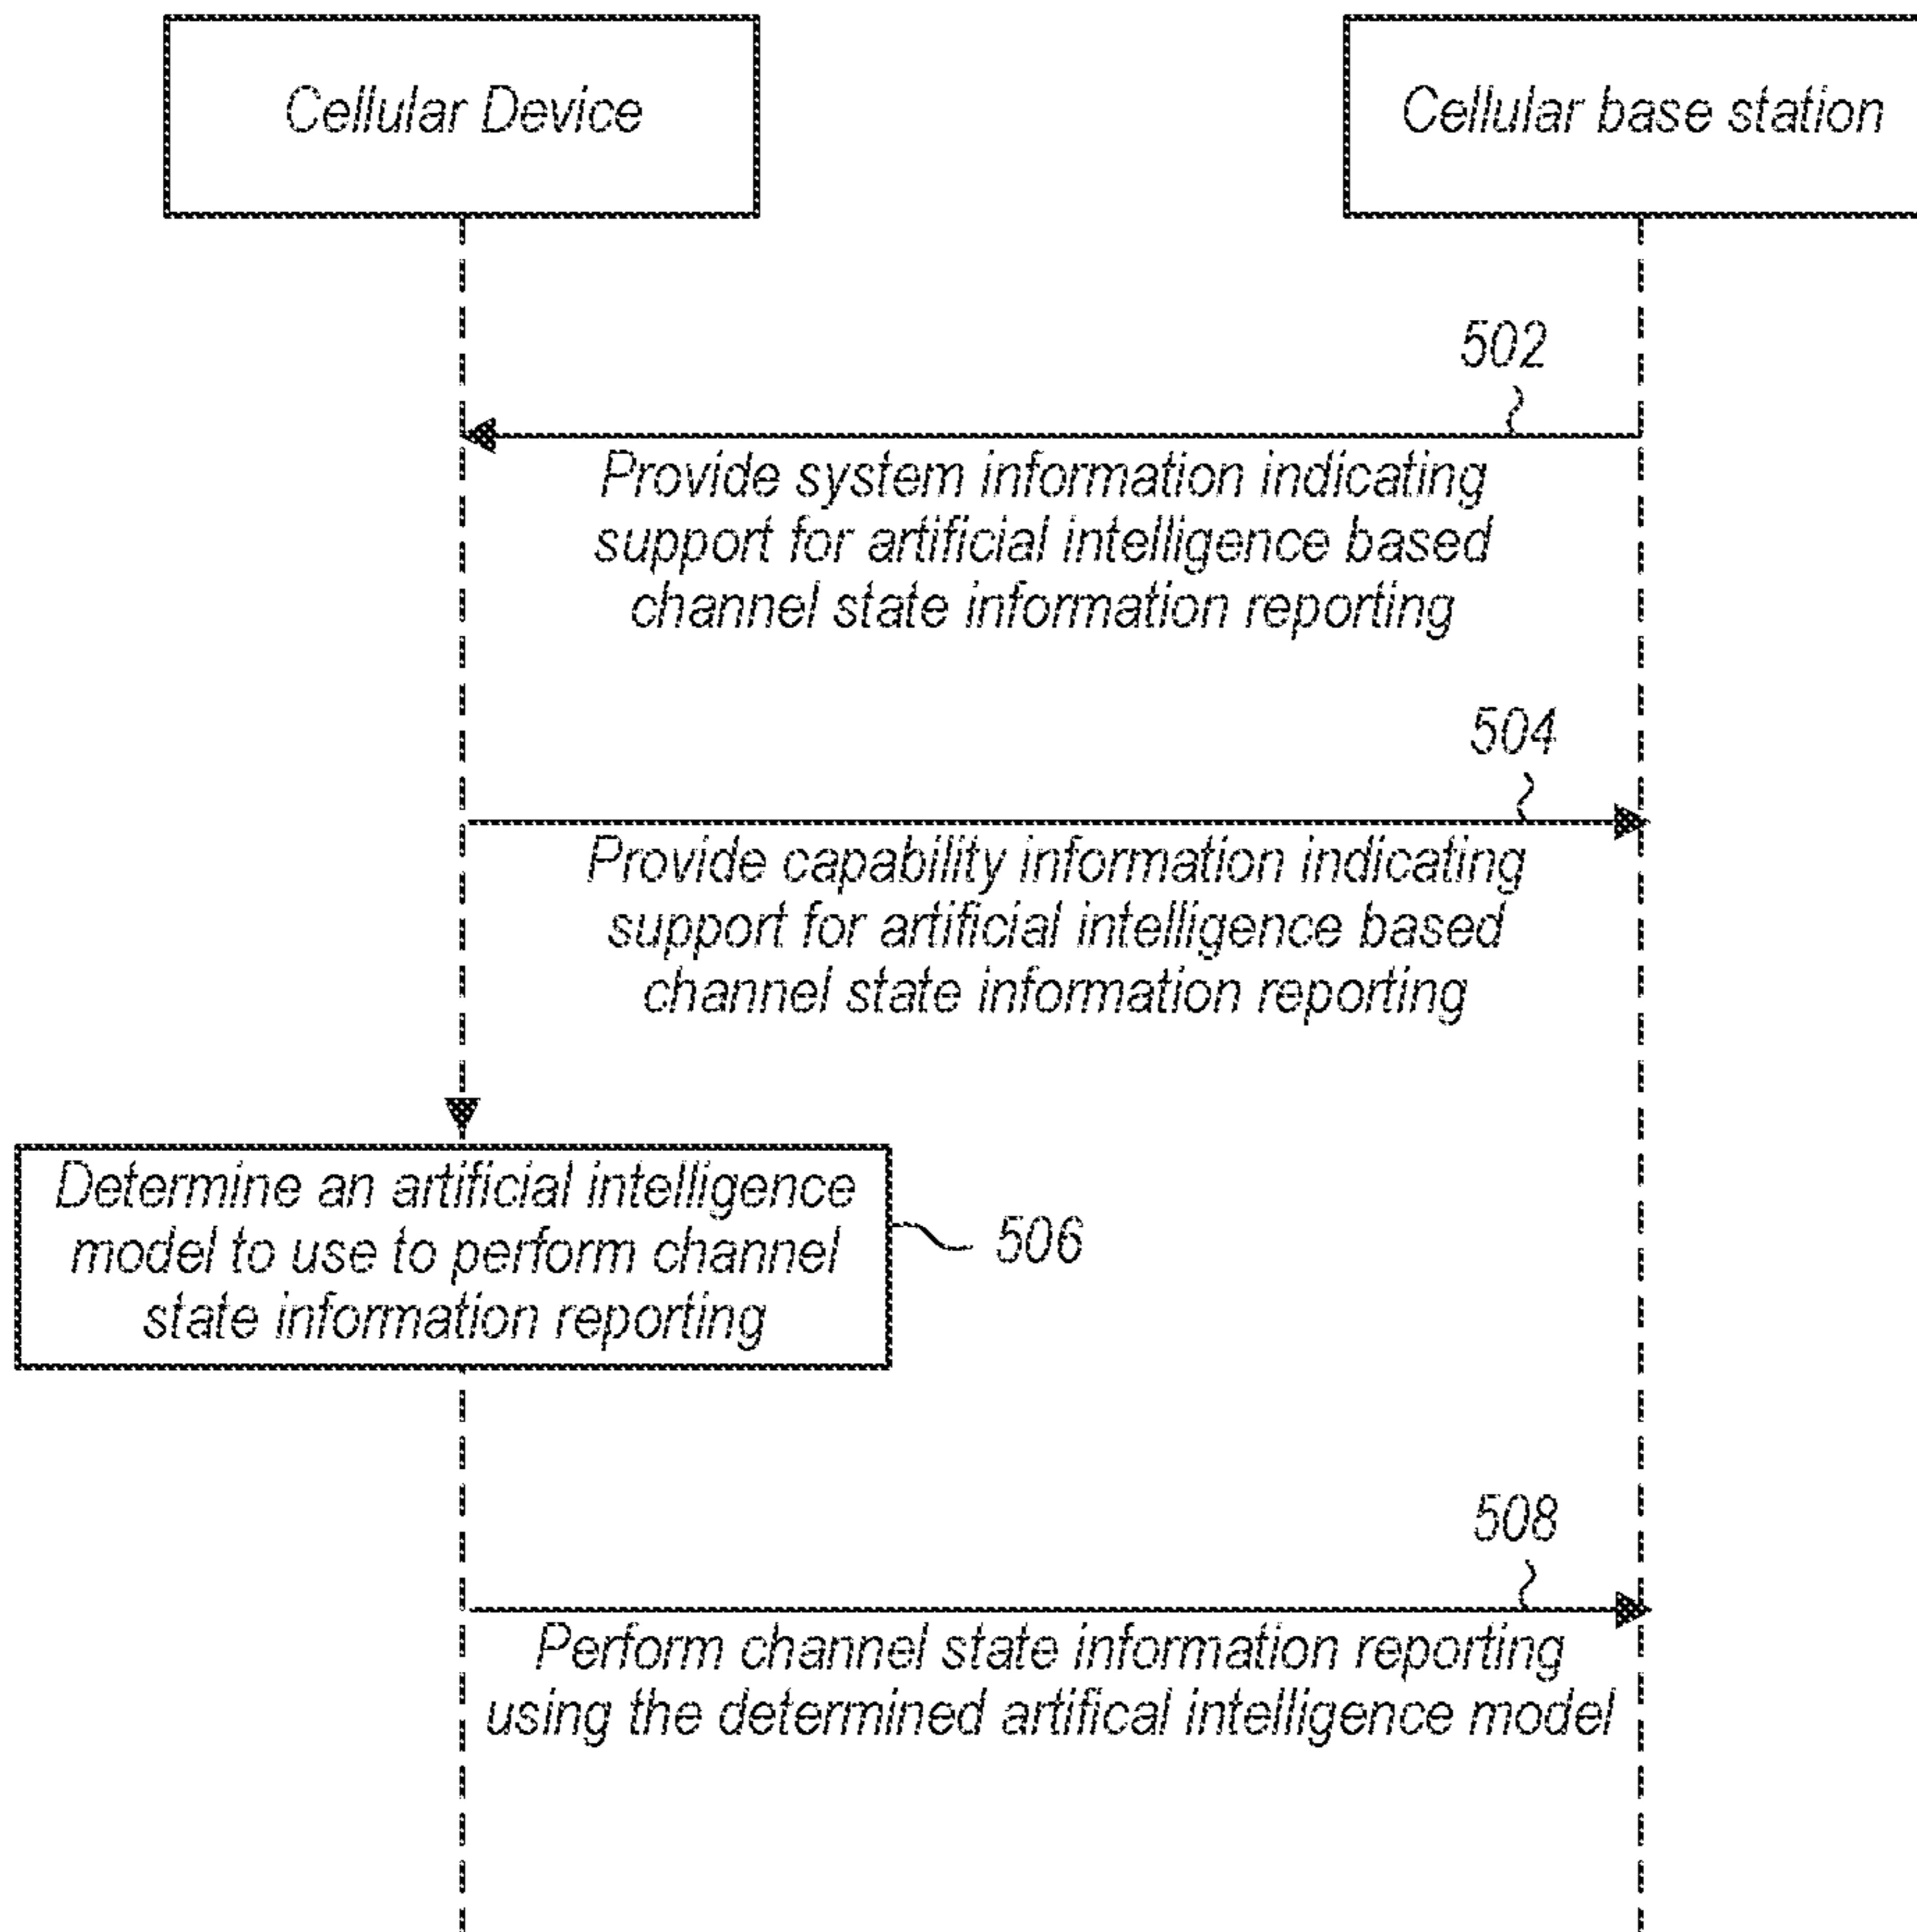 Cellular Device
Cellular base station
502
Provide system information indicating
support for artificial intelligence based
channel state information reporting
504
Provide capability information indicating
support for artificial intelligence based
channel state information reporting
Determine an artificial intelligence
model to use to perform channel
state information reporting
506
508
Perform channel state information reporting
using the determined artifical intelligence model